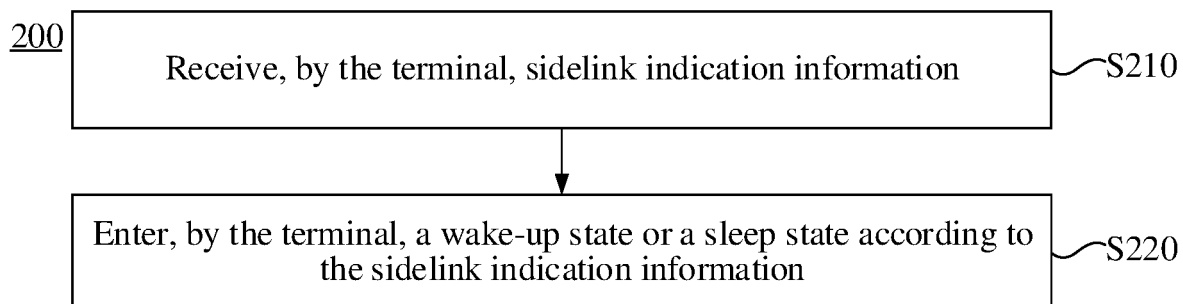 200
Receive, by the terminal, sidelink indication information
S210
Enter, by the terminal, a wake-up state or a sleep state according to
the sidelink indication information
S220